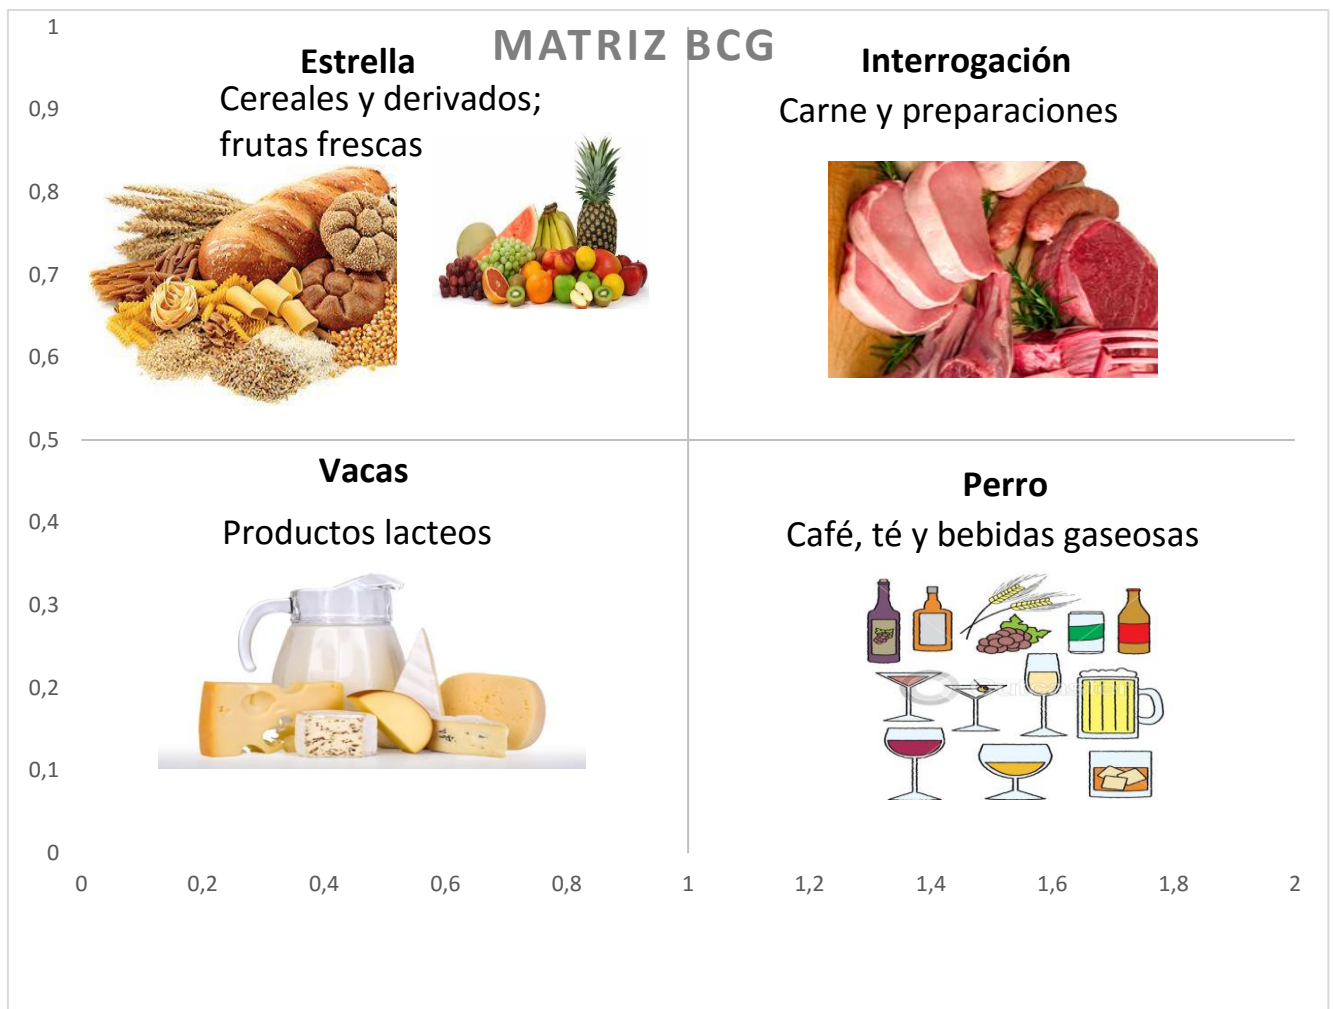 MATRIZ BCG
1
0,9
0,8
0,7
0,6
0,5
0,4
0,3
0,2
0,1
0
Estrella
Cereales y derivados;
frutas frescas
Interrogación
Carne y preparaciones
Vacas
Productos lacteos
Perro
Café, té y bebidas gaseosas
0 0,2 0,4 0,6 0,8 1 1,2 1,4 1,6 1,8 2